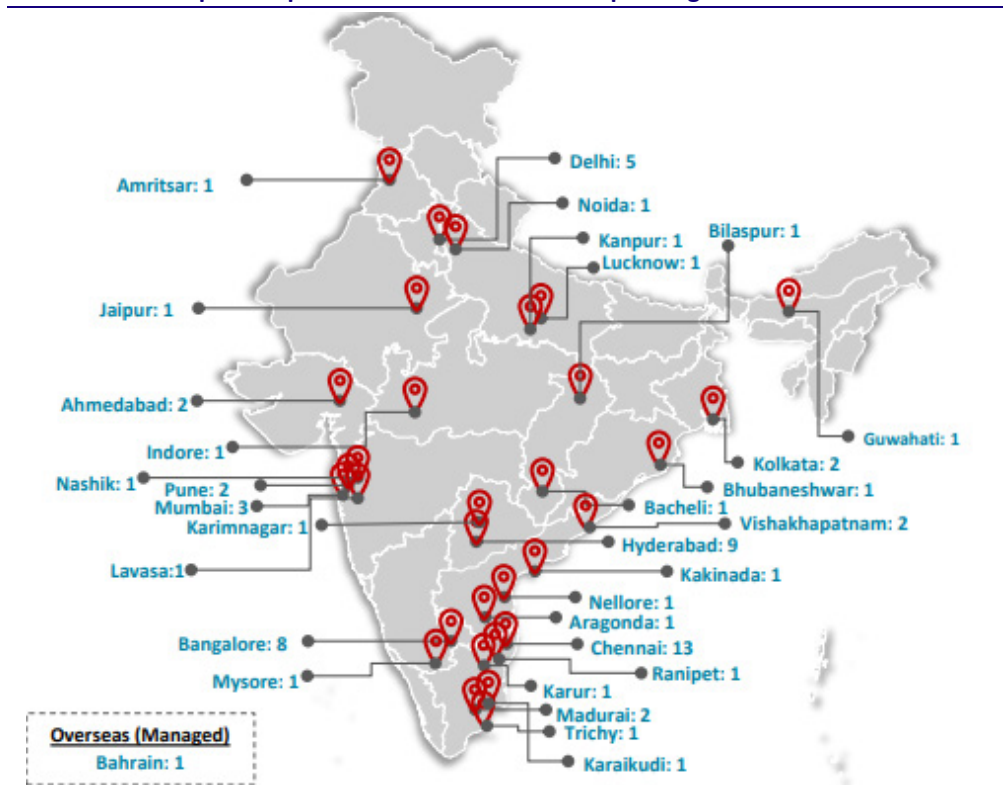 Delhi: 5
Amritsar: 1
Noida: 1
Bilaspur: 1
Kanpur: 1
Lucknow: 1
Jaipur: 1
Ahmedabad: 2
Guwahati: 1
Indore: 1
Kolkata: 2
Nashik: 1
Pune: 2
Bhubaneshwar: 1
Mumbai: 3
Bacheli: 1
Karimnagar: 1
Vishakhapatnam: 2
Hyderabad: 9
Lavasa:1
Kakinada: 1
Nellore: 1
Aragonda: 1
Bangalore: 8
Chennai: 13
Mysore: 1
Ranipet: 1
Karur: 1
Madurai: 2
Trichy: 1
Karaikudi: 1
Overseas (Managed)
Bahrain: 1